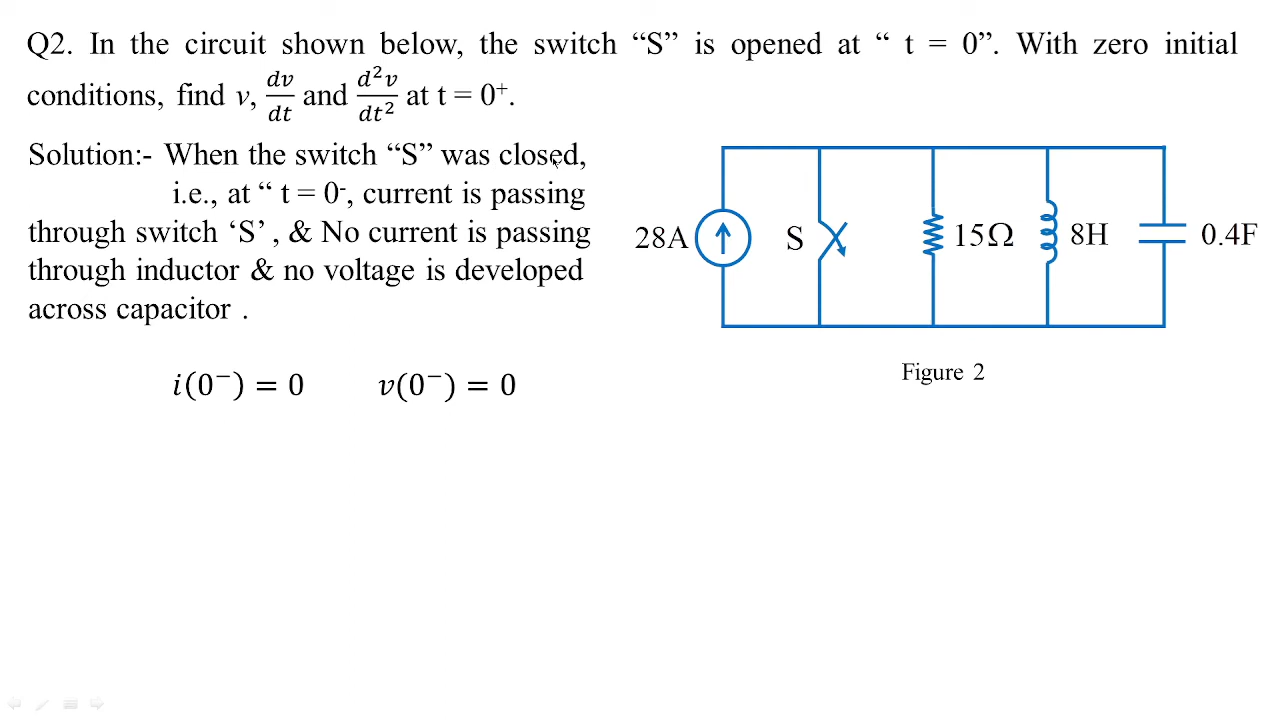 Q2. In the circuit shown below, the switch “S” is opened at “ t = 0”. With zero initial
conditions, find v, dv/dt and d²v/dt² at t = 0⁺.
Solution:- When the switch “S” was closed,
i.e., at “ t = 0⁻, current is passing
through switch ‘S’ , & No current is passing
through inductor & no voltage is developed
across capacitor .
i(0⁻) = 0 v(0⁻) = 0
28A S 15Ω 8H 0.4F
Figure 2